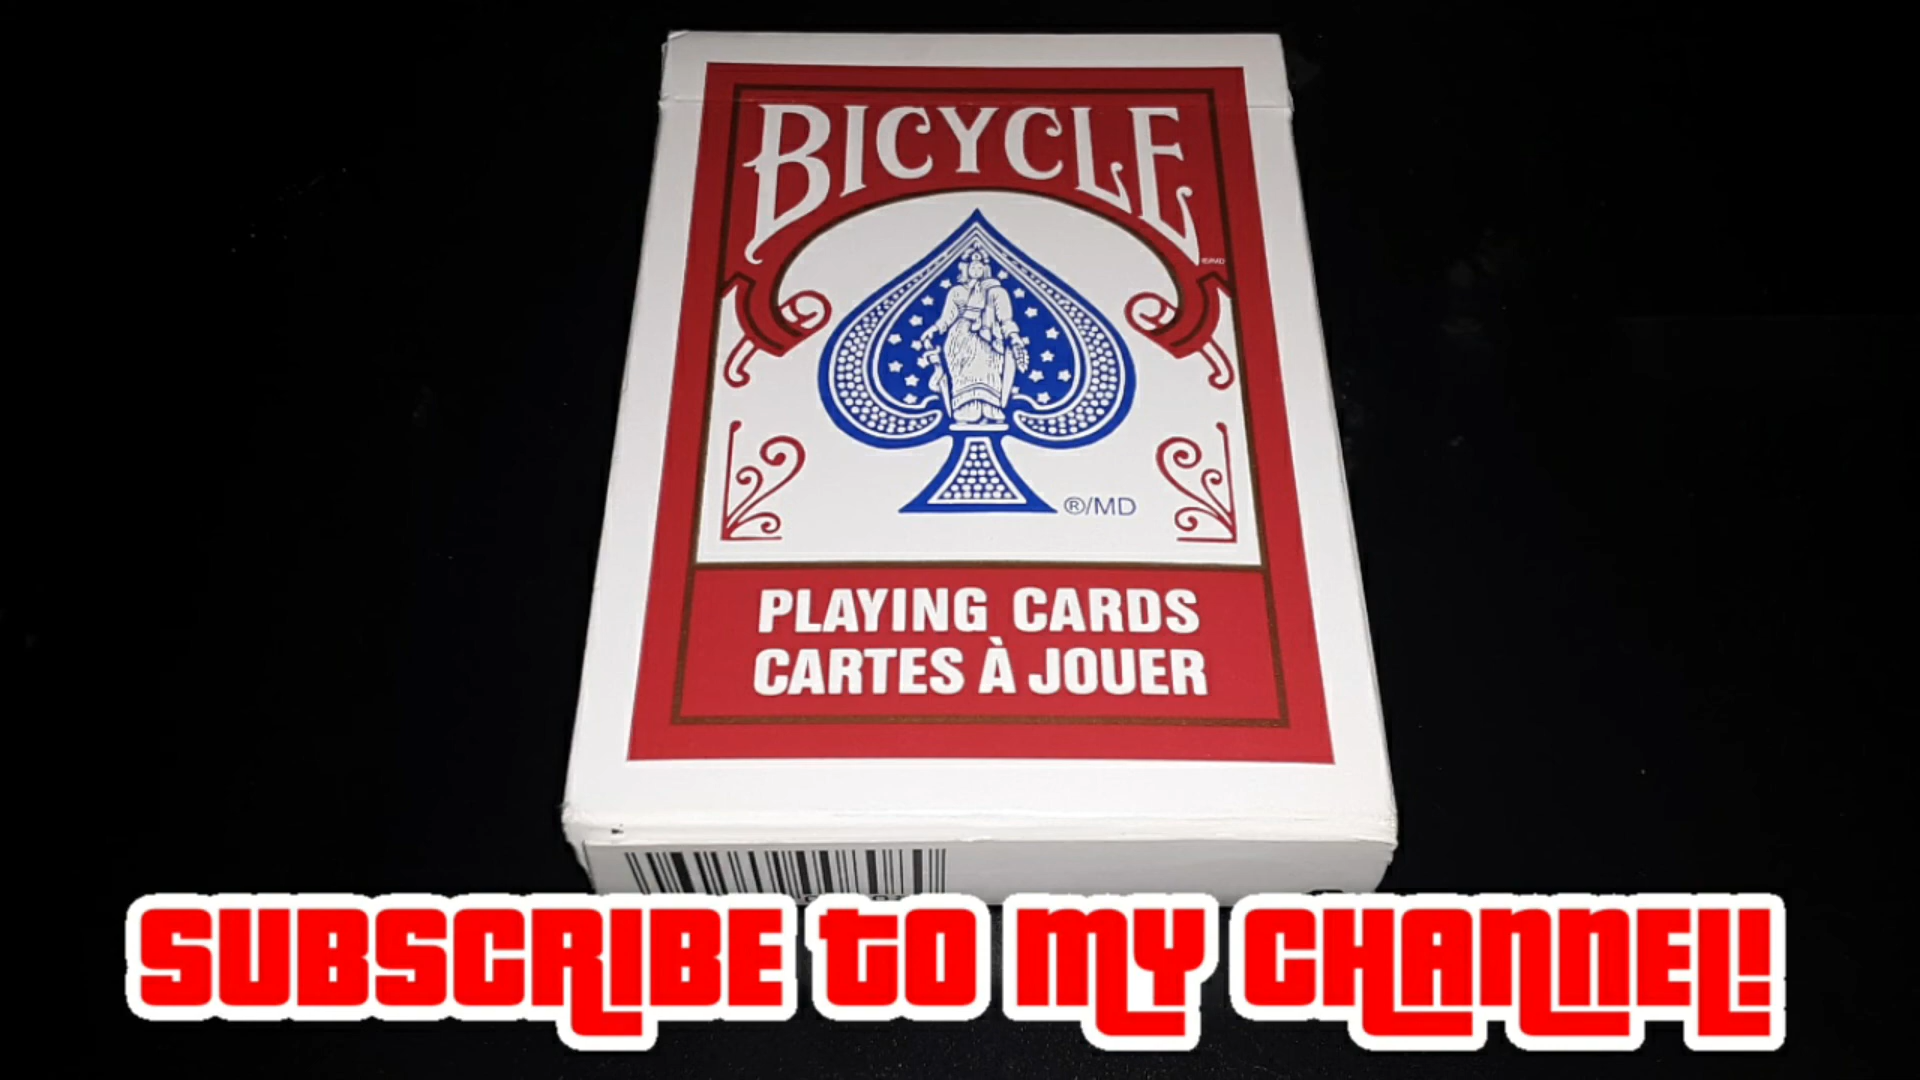 BICYCLE
®/MD
PLAYING CARDS
CARTES À JOUER
SUBSCRIBE TO MY CHANNEL!